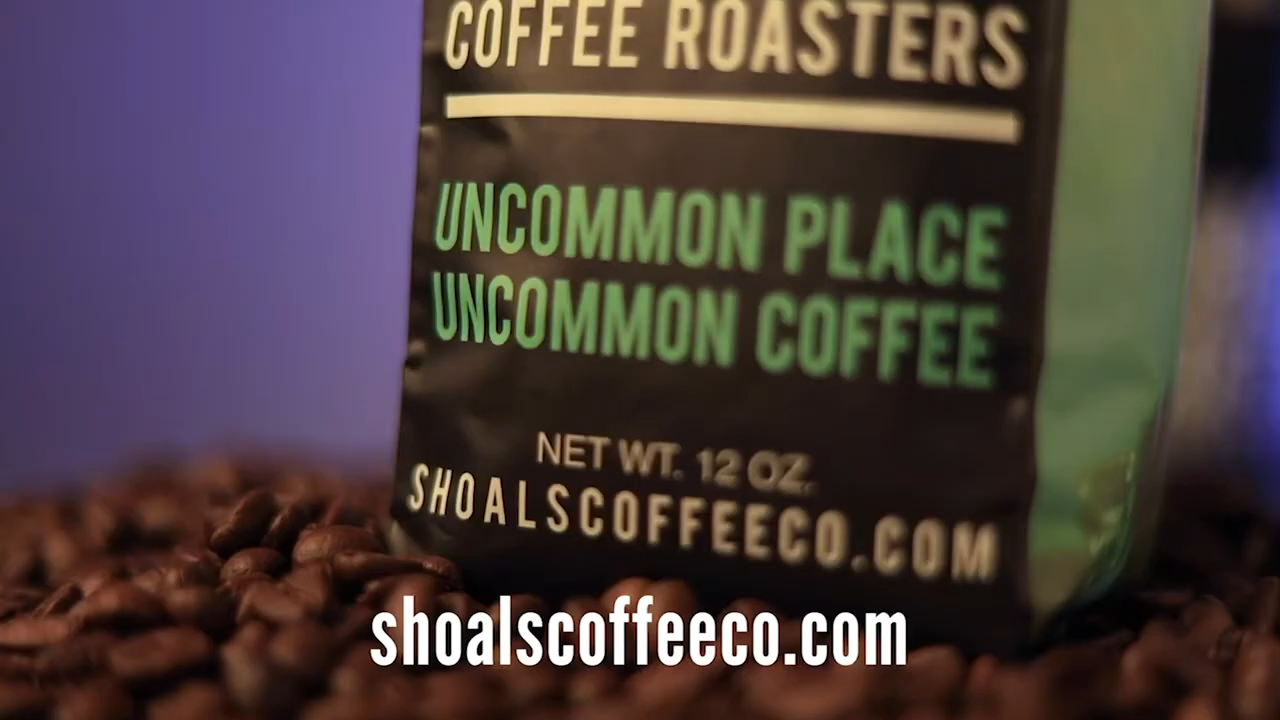 COFFEE ROASTERS
UNCOMMON PLACE
UNCOMMON COFFEE
NET WT. 12 OZ.
SHOALSCOFFEECO.COM
shoalscoffeeco.com